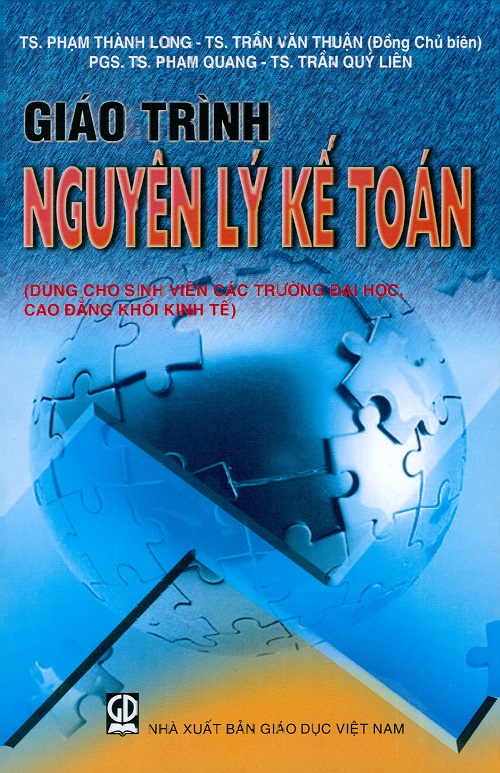 TS. PHẠM THÀNH LONG - TS. TRẦN VĂN THUẬN (Đồng Chủ biên)
PGS. TS. PHẠM QUANG - TS. TRẦN QUÝ LIÊN
GIÁO TRÌNH
NGUYÊN LÝ KẾ TOÁN
(DÙNG CHO SINH VIÊN CÁC TRƯỜNG ĐẠI HỌC,
CAO ĐẲNG KHỐI KINH TẾ)
GD
NHÀ XUẤT BẢN GIÁO DỤC VIỆT NAM